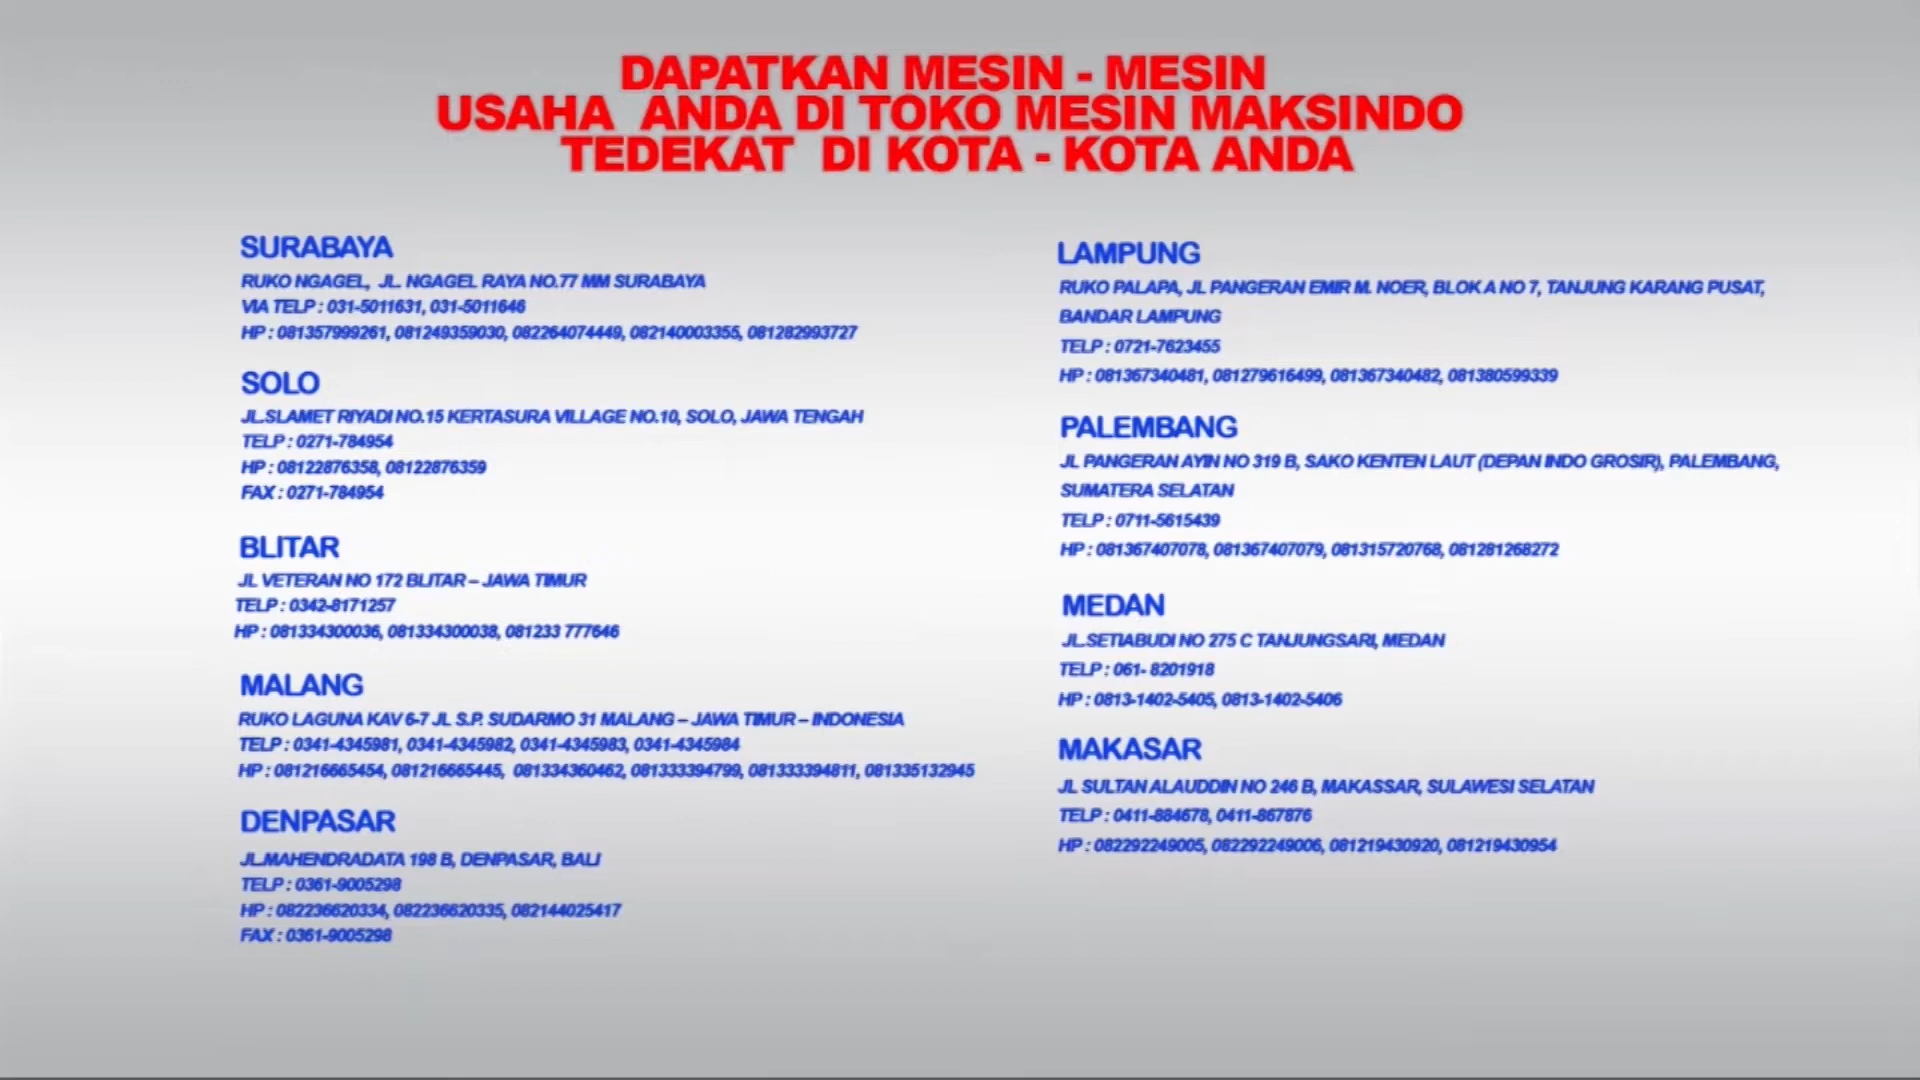 DAPATKAN MESIN - MESIN
USAHA ANDA DI TOKO MESIN MAKSINDO
TEDEKAT DI KOTA - KOTA ANDA
SURABAYA
RUKO NGAGEL, JL. NGAGEL RAYA NO.77 MM SURABAYA
VIA TELP : 031-5011631, 031-5011646
HP : 081357999261, 081249359030, 082264074449, 082140003355, 081282993727
SOLO
JL.SLAMET RIYADI NO.15 KERTASURA VILLAGE NO.10, SOLO, JAWA TENGAH
TELP : 0271-784954
HP : 08122876358, 08122876359
FAX : 0271-784954
BLITAR
JL VETERAN NO 172 BLITAR – JAWA TIMUR
TELP : 0342-8171257
HP : 081334300036, 081334300038, 081233 777646
MALANG
RUKO LAGUNA KAV 6-7 JL S.P. SUDARMO 31 MALANG – JAWA TIMUR – INDONESIA
TELP : 0341-4345981, 0341-4345982, 0341-4345983, 0341-4345984
HP : 081216665454, 081216665445, 081334360462, 081333394799, 081333394811, 081335132945
DENPASAR
JL.MAHENDRADATA 198 B, DENPASAR, BALI
TELP : 0361-9005298
HP : 082236620334, 082236620335, 082144025417
FAX : 0361-9005298
LAMPUNG
RUKO PALAPA, JL PANGERAN EMIR M. NOER, BLOK A NO 7, TANJUNG KARANG PUSAT,
BANDAR LAMPUNG
TELP : 0721-7623455
HP : 081367340481, 081279616499, 081367340482, 081380599339
PALEMBANG
JL PANGERAN AYIN NO 319 B, SAKO KENTEN LAUT (DEPAN INDO GROSIR), PALEMBANG,
SUMATERA SELATAN
TELP : 0711-5615439
HP : 081367407078, 081367407079, 081315720768, 081281268272
MEDAN
JL.SETIABUDI NO 275 C TANJUNGSARI, MEDAN
TELP : 061- 8201918
HP : 0813-1402-5405, 0813-1402-5406
MAKASAR
JL SULTAN ALAUDDIN NO 246 B, MAKASSAR, SULAWESI SELATAN
TELP : 0411-884678, 0411-867876
HP : 082292249005, 082292249006, 081219430920, 081219430954